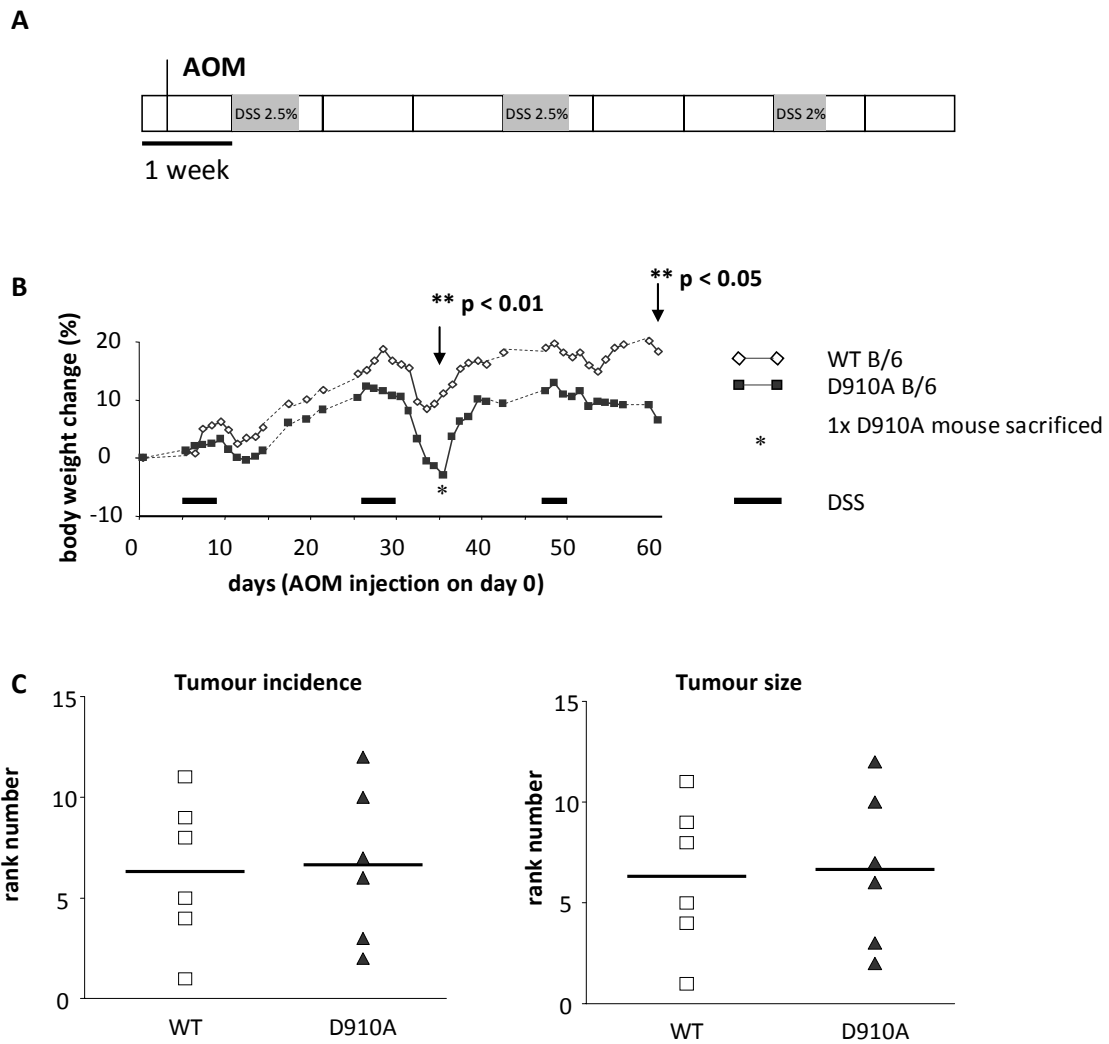 A
AOM
DSS 2.5%
DSS 2.5%
DSS 2%
1 week
B
** p < 0.01
** p < 0.05
body weight change (%)
20
10
0
-10
*
0
10
20
30
40
50
60
days (AOM injection on day 0)
WT B/6
D910A B/6
1x D910A mouse sacrificed
*
DSS
C
Tumour incidence
rank number
15
10
5
0
WT
D910A
Tumour size
rank number
15
10
5
0
WT
D910A